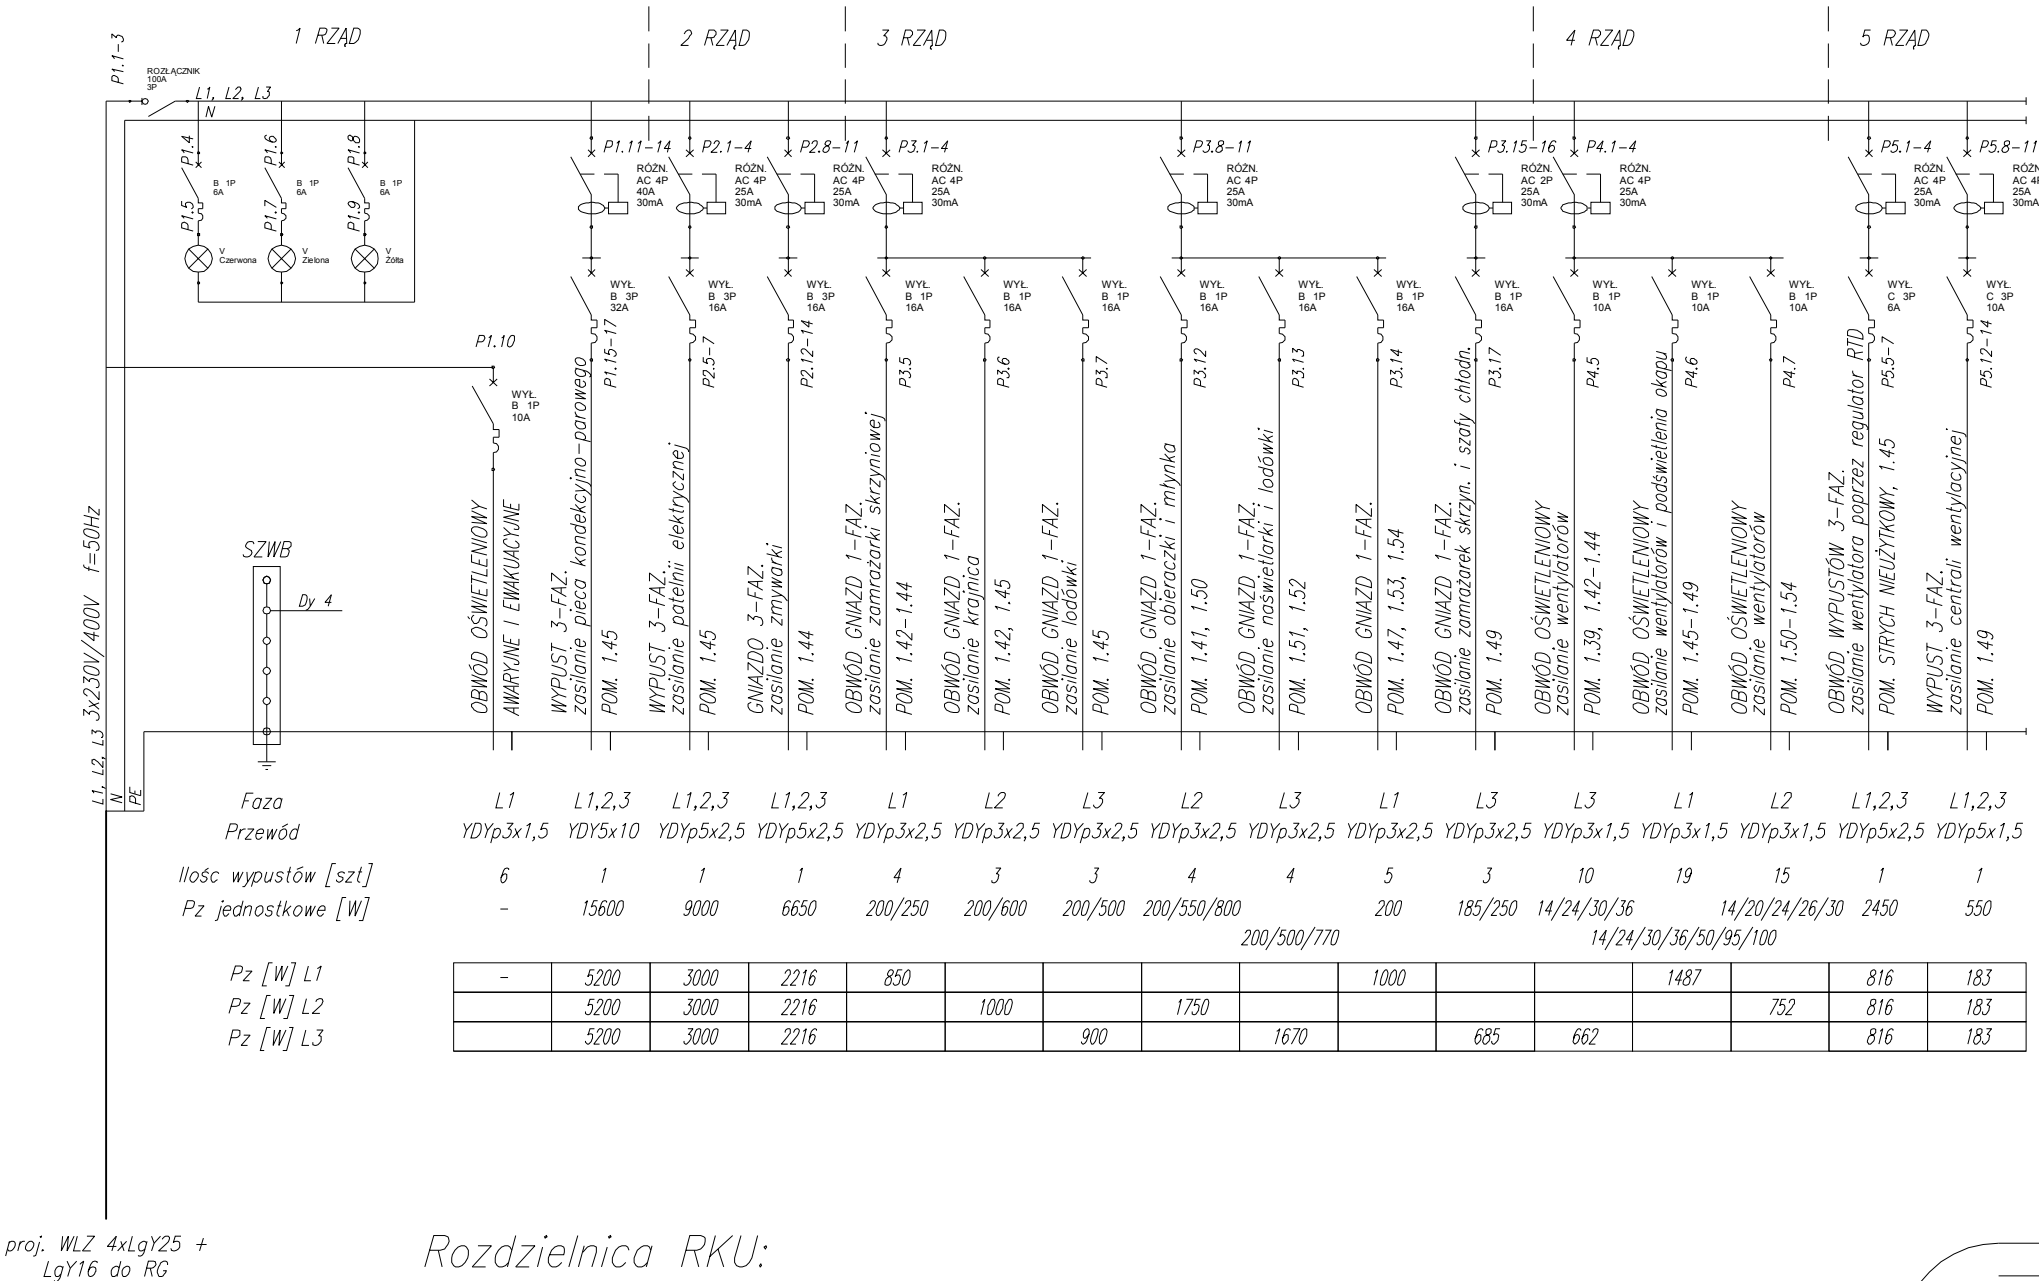 1 RZĄD
2 RZĄD
3 RZĄD
4 RZĄD
5 RZĄD
P1.1-3
ROZŁĄCZNIK
100A
3P
L1, L2, L3
N
P1.4
B 1P
6A
P1.5
V
Czerwona
P1.6
B 1P
6A
P1.7
V
Zielona
P1.8
B 1P
6A
P1.9
V
Żółta
P1.11-14
RÓŻN.
AC 4P
40A
30mA
P2.1-4
RÓŻN.
AC 4P
25A
30mA
P2.8-11
RÓŻN.
AC 4P
25A
30mA
P3.1-4
RÓŻN.
AC 4P
25A
30mA
P3.8-11
RÓŻN.
AC 4P
25A
30mA
P3.15-16
RÓŻN.
AC 2P
25A
30mA
P4.1-4
RÓŻN.
AC 4P
25A
30mA
P5.1-4
RÓŻN.
AC 4P
25A
30mA
P5.8-11
RÓŻN.
AC 4P
25A
30mA
P1.10
WYŁ.
B 1P
10A
WYŁ.
B 3P
32A
P1.15-17
WYŁ.
B 3P
16A
P2.5-7
WYŁ.
B 3P
16A
P2.12-14
WYŁ.
B 1P
16A
P3.5
WYŁ.
B 1P
16A
P3.6
WYŁ.
B 1P
16A
P3.7
WYŁ.
B 1P
16A
P3.12
WYŁ.
B 1P
16A
P3.13
WYŁ.
B 1P
16A
P3.14
WYŁ.
B 1P
16A
P3.17
WYŁ.
B 1P
10A
P4.5
WYŁ.
B 1P
10A
P4.6
WYŁ.
B 1P
10A
P4.7
WYŁ.
C 3P
6A
P5.5-7
WYŁ.
C 3P
10A
P5.12-14
OBWÓD OŚWIETLENIOWY
AWARYJNE I EWAKUACYJNE
WYPUST 3-FAZ.
zasilanie pieca kondekcyjno-parowego
POM. 1.45
WYPUST 3-FAZ.
zasilanie patelnii elektrycznej
POM. 1.45
GNIAZDO 3-FAZ.
zasilanie zmywarki
POM. 1.44
OBWÓD GNIAZD 1-FAZ.
zasilanie zamrażarki skrzyniowej
POM. 1.42-1.44
OBWÓD GNIAZD 1-FAZ.
zasilanie krajnica
POM. 1.42, 1.45
OBWÓD GNIAZD 1-FAZ.
zasilanie lodówki
POM. 1.45
OBWÓD GNIAZD 1-FAZ.
zasilanie obieraczki i młynka
POM. 1.41, 1.50
OBWÓD GNIAZD 1-FAZ.
zasilanie naświetlarki i lodówki
POM. 1.51, 1.52
OBWÓD GNIAZD 1-FAZ.
POM. 1.47, 1.53, 1.54
OBWÓD GNIAZD 1-FAZ.
zasilanie zamrażarek skrzyn. i szafy chłodn.
POM. 1.49
OBWÓD OŚWIETLENIOWY
zasilanie wentylatorów
POM. 1.39, 1.42-1.44
OBWÓD OŚWIETLENIOWY
zasilanie wentylatorów i podświetlenia okapu
POM. 1.45-1.49
OBWÓD OŚWIETLENIOWY
zasilanie wentylatorów
POM. 1.50-1.54
OBWÓD WYPUSTÓW 3-FAZ.
zasilanie wentylatora poprzez regulator RTD
POM. STRYCH NIEUŻYTKOWY, 1.45
WYPUST 3-FAZ.
zasilanie centrali wentylacyjnej
POM. 1.49
SZWB
Dy 4
L1, L2, L3 3x230V/400V f=50Hz
N
PE
Faza L1 L1,2,3 L1,2,3 L1,2,3 L1 L2 L3 L2 L3 L1 L3 L3 L1 L2 L1,2,3 L1,2,3
Przewód YDYp3x1,5 YDY5x10 YDYp5x2,5 YDYp5x2,5 YDYp3x2,5 YDYp3x2,5 YDYp3x2,5 YDYp3x2,5 YDYp3x2,5 YDYp3x2,5 YDYp3x2,5 YDYp3x1,5 YDYp3x1,5 YDYp3x1,5 YDYp5x2,5 YDYp5x1,5
Ilośc wypustów [szt] 6 1 1 1 4 3 3 4 4 5 3 10 19 15 1 1
Pz jednostkowe [W] - 15600 9000 6650 200/250 200/600 200/500 200/550/800 200 185/250 14/24/30/36 14/20/24/26/30 2450 550
200/500/770 14/24/30/36/50/95/100
Pz [W] L1 - 5200 3000 2216 850 1000 1487 816 183
Pz [W] L2 5200 3000 2216 1000 1750 752 816 183
Pz [W] L3 5200 3000 2216 900 1670 685 662 816 183
proj. WLZ 4xLgY25 +
LgY16 do RG
Rozdzielnica RKU: